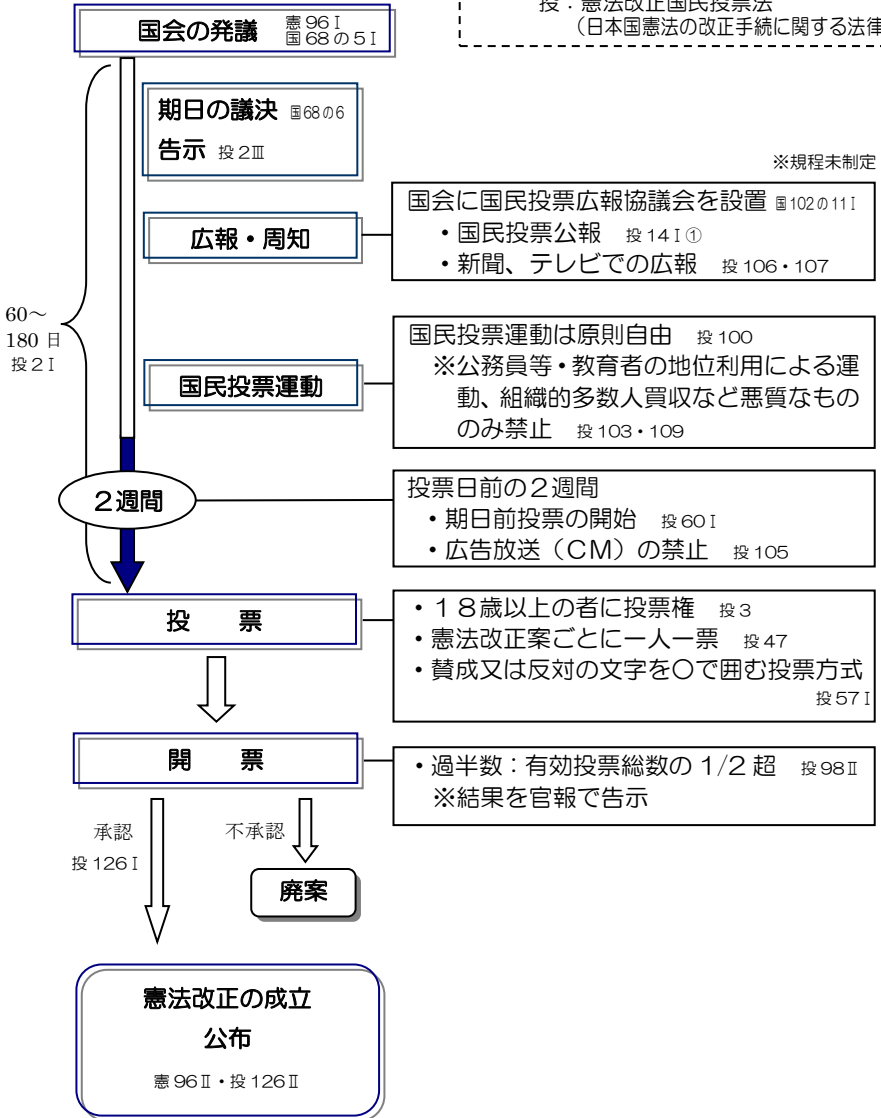 投：憲法改正国民投票法
（日本国憲法の改正手続に関する法律
国会の発議 憲96Ⅰ
国68の5Ⅰ
期日の議決 国68の6
告示 投2Ⅲ
※規程未制定
広報・周知
国会に国民投票広報協議会を設置 国102の11Ⅰ
・国民投票公報 投14Ⅰ①
・新聞、テレビでの広報 投106・107
60～
180日
投2Ⅰ
国民投票運動
国民投票運動は原則自由 投100
※公務員等・教育者の地位利用による運
動、組織的多数人買収など悪質なもの
のみ禁止 投103・109
２週間
投票日前の２週間
・期日前投票の開始 投60Ⅰ
・広告放送（ＣＭ）の禁止 投105
投 票
・１８歳以上の者に投票権 投3
・憲法改正案ごとに一人一票 投47
・賛成又は反対の文字を○で囲む投票方式
投57Ⅰ
開 票
・過半数：有効投票総数の 1/2 超 投98Ⅱ
※結果を官報で告示
承認
投126Ⅰ
不承認
廃案
憲法改正の成立
公布
憲96Ⅱ・投126Ⅱ